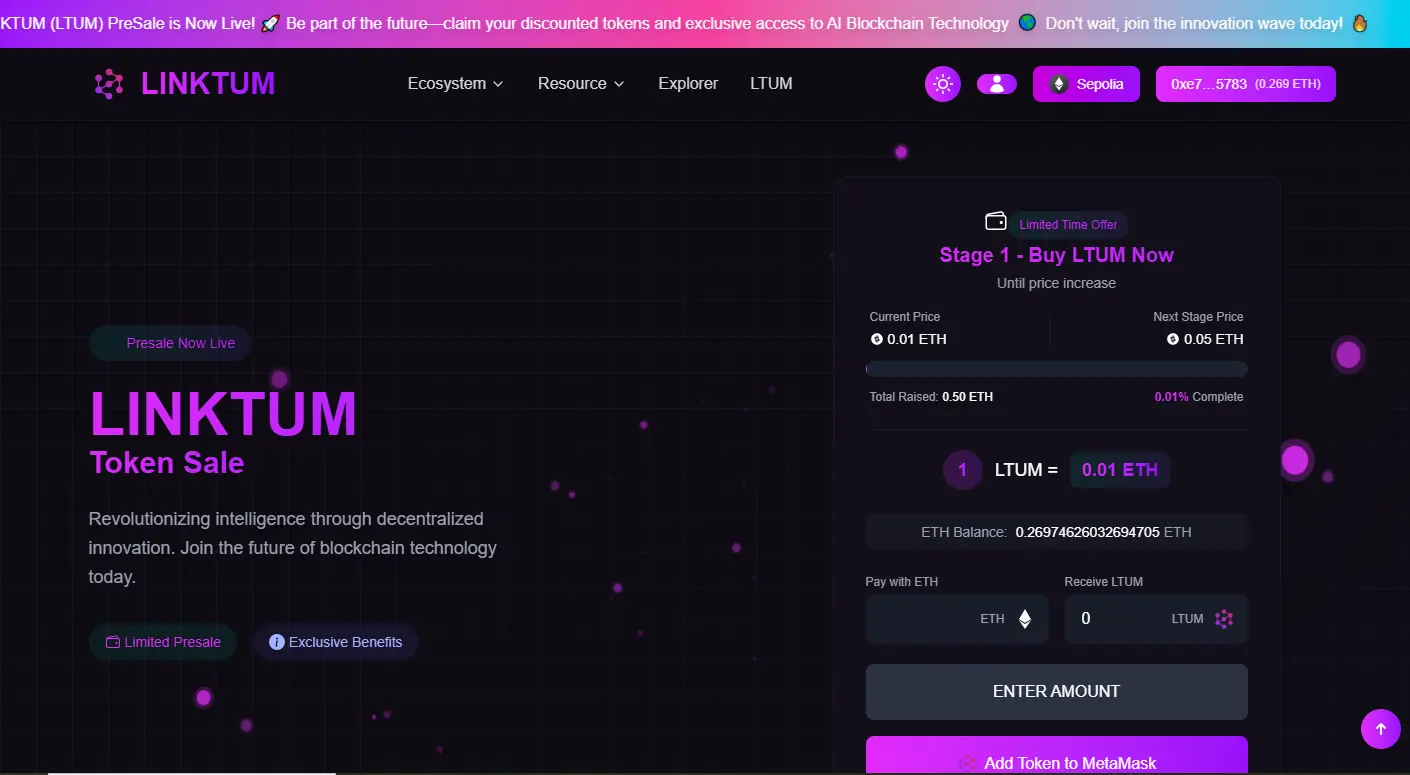 KTUM (LTUM) PreSale is Now Live! 🚀 Be part of the future—claim your discounted tokens and exclusive access to AI Blockchain Technology 🌎 Don't wait, join the innovation wave today! 🔥
LINKTUM
Ecosystem
Resource
Explorer
LTUM
Sepolia
0xe7...5783 (0.269 ETH)
Presale Now Live
LINKTUM
Token Sale
Revolutionizing intelligence through decentralized
innovation. Join the future of blockchain technology
today.
Limited Presale
Exclusive Benefits
Limited Time Offer
Stage 1 - Buy LTUM Now
Until price increase
Current Price
Next Stage Price
0.01 ETH
0.05 ETH
Total Raised: 0.50 ETH
0.01% Complete
1 LTUM = 0.01 ETH
ETH Balance: 0.26974626032694705 ETH
Pay with ETH
Receive LTUM
ETH
0 LTUM
ENTER AMOUNT
Add Token to MetaMask